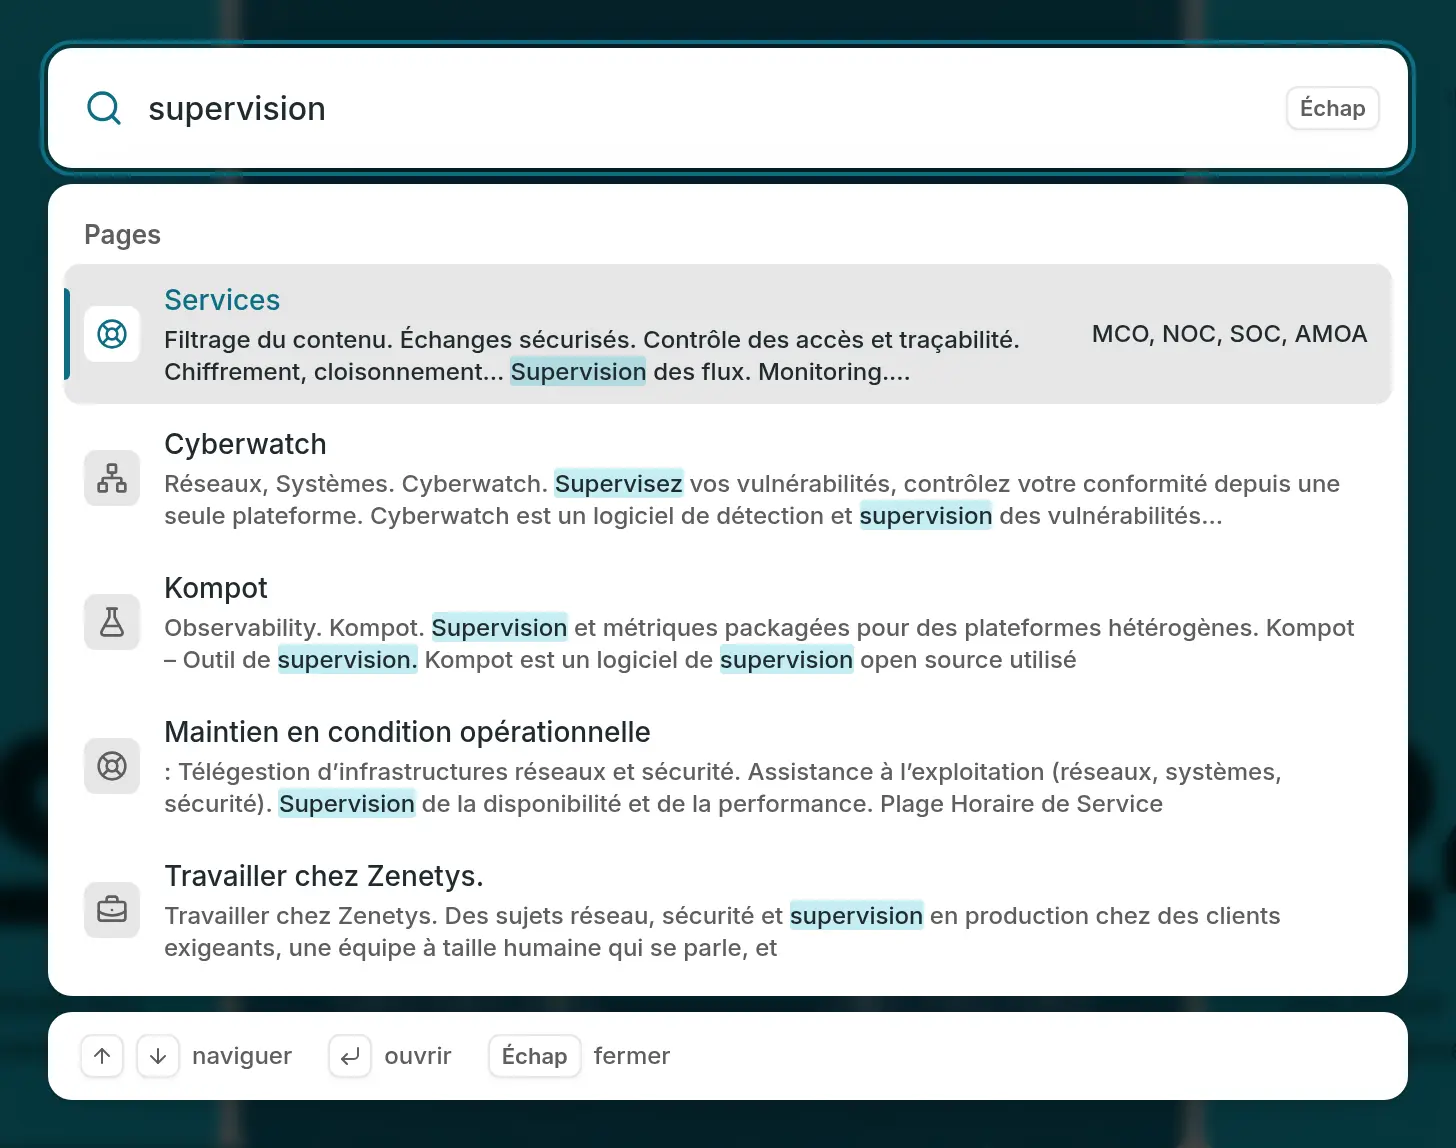 supervision
Échap
Pages
Services
Filtrage du contenu. Échanges sécurisés. Contrôle des accès et traçabilité.
Chiffrement, cloisonnement… Supervision des flux. Monitoring.…
MCO, NOC, SOC, AMOA
Cyberwatch
Réseaux, Systèmes. Cyberwatch. Supervisez vos vulnérabilités, contrôlez votre conformité depuis une
seule plateforme. Cyberwatch est un logiciel de détection et supervision des vulnérabilités…
Kompot
Observability. Kompot. Supervision et métriques packagées pour des plateformes hétérogènes. Kompot
– Outil de supervision. Kompot est un logiciel de supervision open source utilisé
Maintien en condition opérationnelle
: Télégestion d’infrastructures réseaux et sécurité. Assistance à l’exploitation (réseaux, systèmes,
sécurité). Supervision de la disponibilité et de la performance. Plage Horaire de Service
Travailler chez Zenetys.
Travailler chez Zenetys. Des sujets réseau, sécurité et supervision en production chez des clients
exigeants, une équipe à taille humaine qui se parle, et
↑ ↓ naviguer ↵ ouvrir Échap fermer